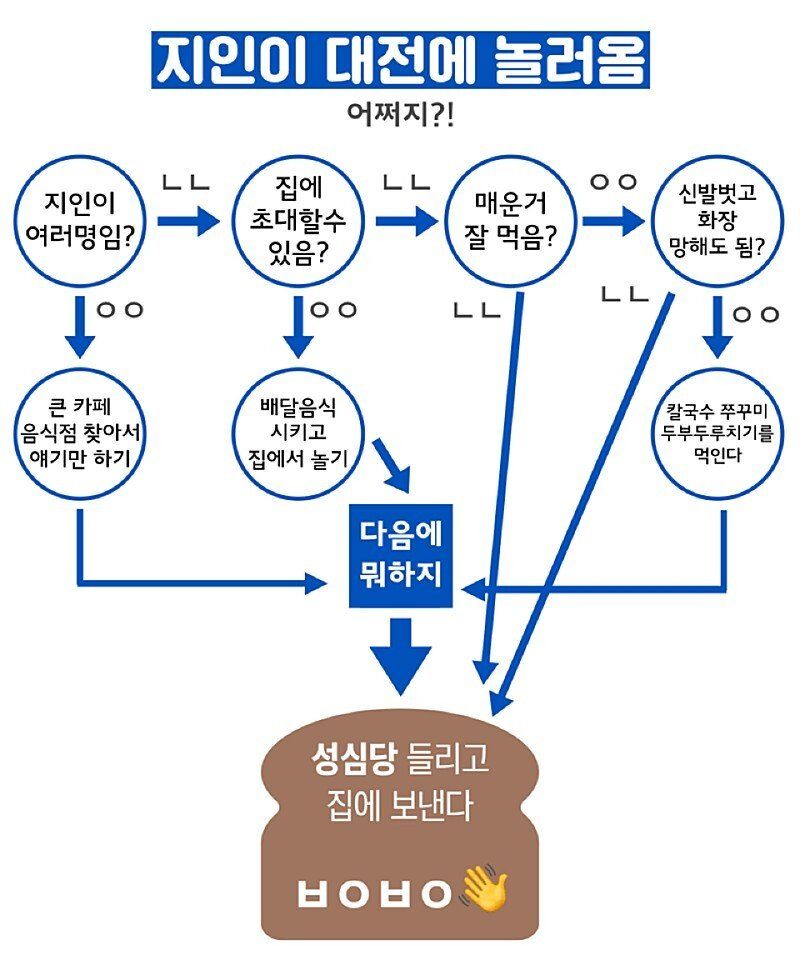 지인이 대전에 놀러옴
어쩌지?!
지인이
여러명임?
ㄴㄴ
집에
초대할수
있음?
ㄴㄴ
매운거
잘 먹음?
ㅇㅇ
신발벗고
화장
망해도 됨?
ㅇㅇ
ㅇㅇ
ㄴㄴ
ㄴㄴ
ㅇㅇ
큰 카페
음식점 찾아서
얘기만 하기
배달음식
시키고
집에서 놀기
칼국수 쭈꾸미
두부두루치기를
먹인다
다음에
뭐하지
성심당 들리고
집에 보낸다
ㅂㅇㅂㅇ👋